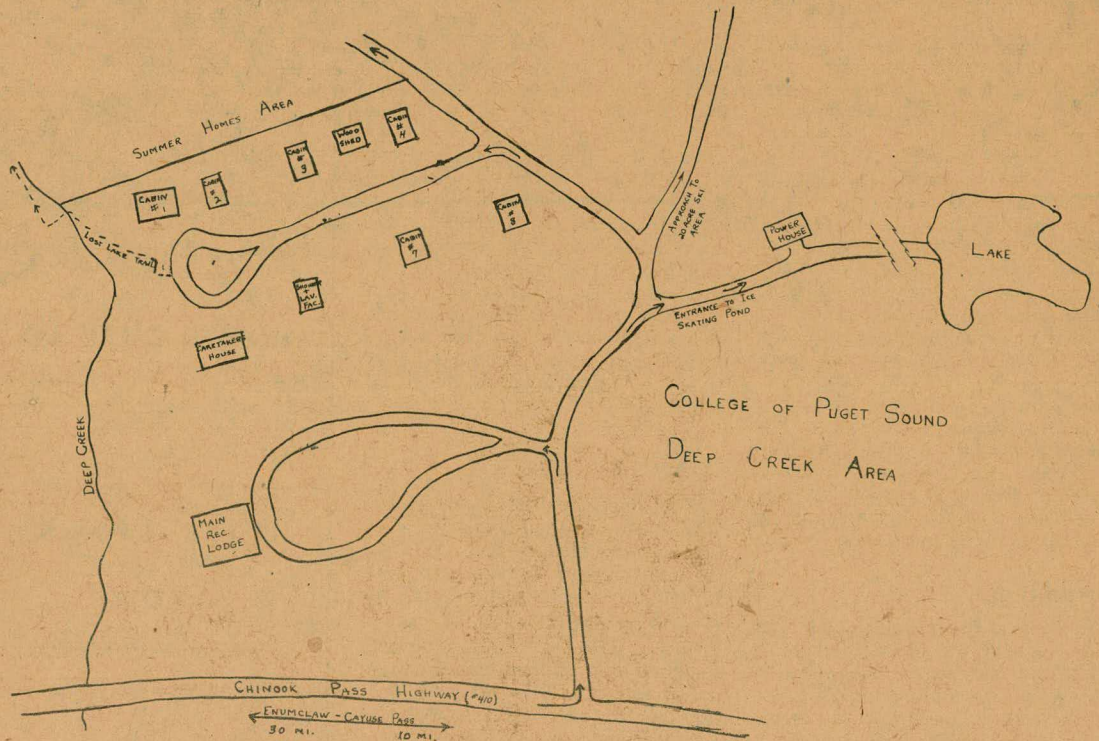 SUMMER HOMES AREA
CABIN
# 1
CABIN
# 2
CABIN
#
3
WOOD
SHED
CABIN
#
4
CABIN
# 8
CABIN
# 7
SHOWER
+
LAV.
FAC.
CARETAKERS
HOUSE
LOST LAKE TRAIL
DEEP CREEK
APPROACH TO
20 ACRE SKI
AREA
POWER
HOUSE
LAKE
ENTRANCE TO ICE
SKATING POND
COLLEGE OF PUGET SOUND
DEEP CREEK AREA
MAIN
REC.
LODGE
CHINOOK PASS HIGHWAY (#410)
ENUMCLAW - CAYUSE PASS
30 MI. 10 MI.